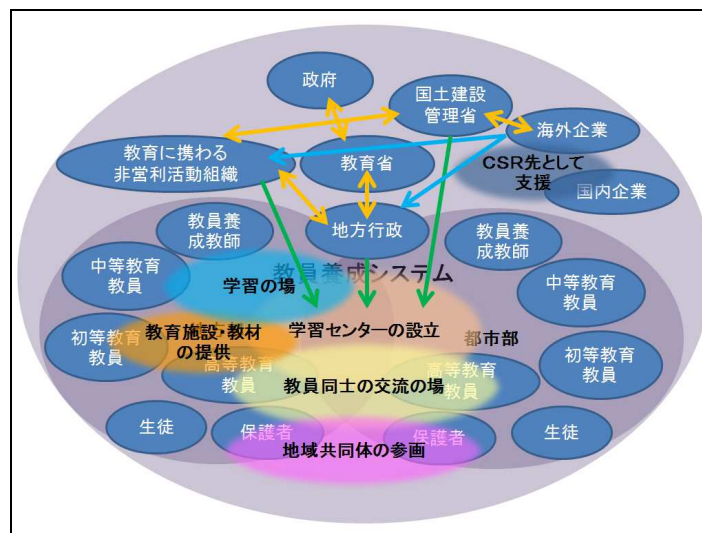 政府
国土建設
管理省
海外企業
教育に携わる
非営利活動組織
教育省
CSR先として
支援
国内企業
教員養
成教師
地方行政
教員養
成教師
中等教育
教員
教員養成システム
中等教育
教員
学習の場
初等教育
教員
教育施設・教材
の提供
学習センターの設立
都市部
初等教育
教員
高等教育
教員
教員同士の交流の場
高等教育
教員
生徒
保護者
保護者
生徒
地域共同体の参画